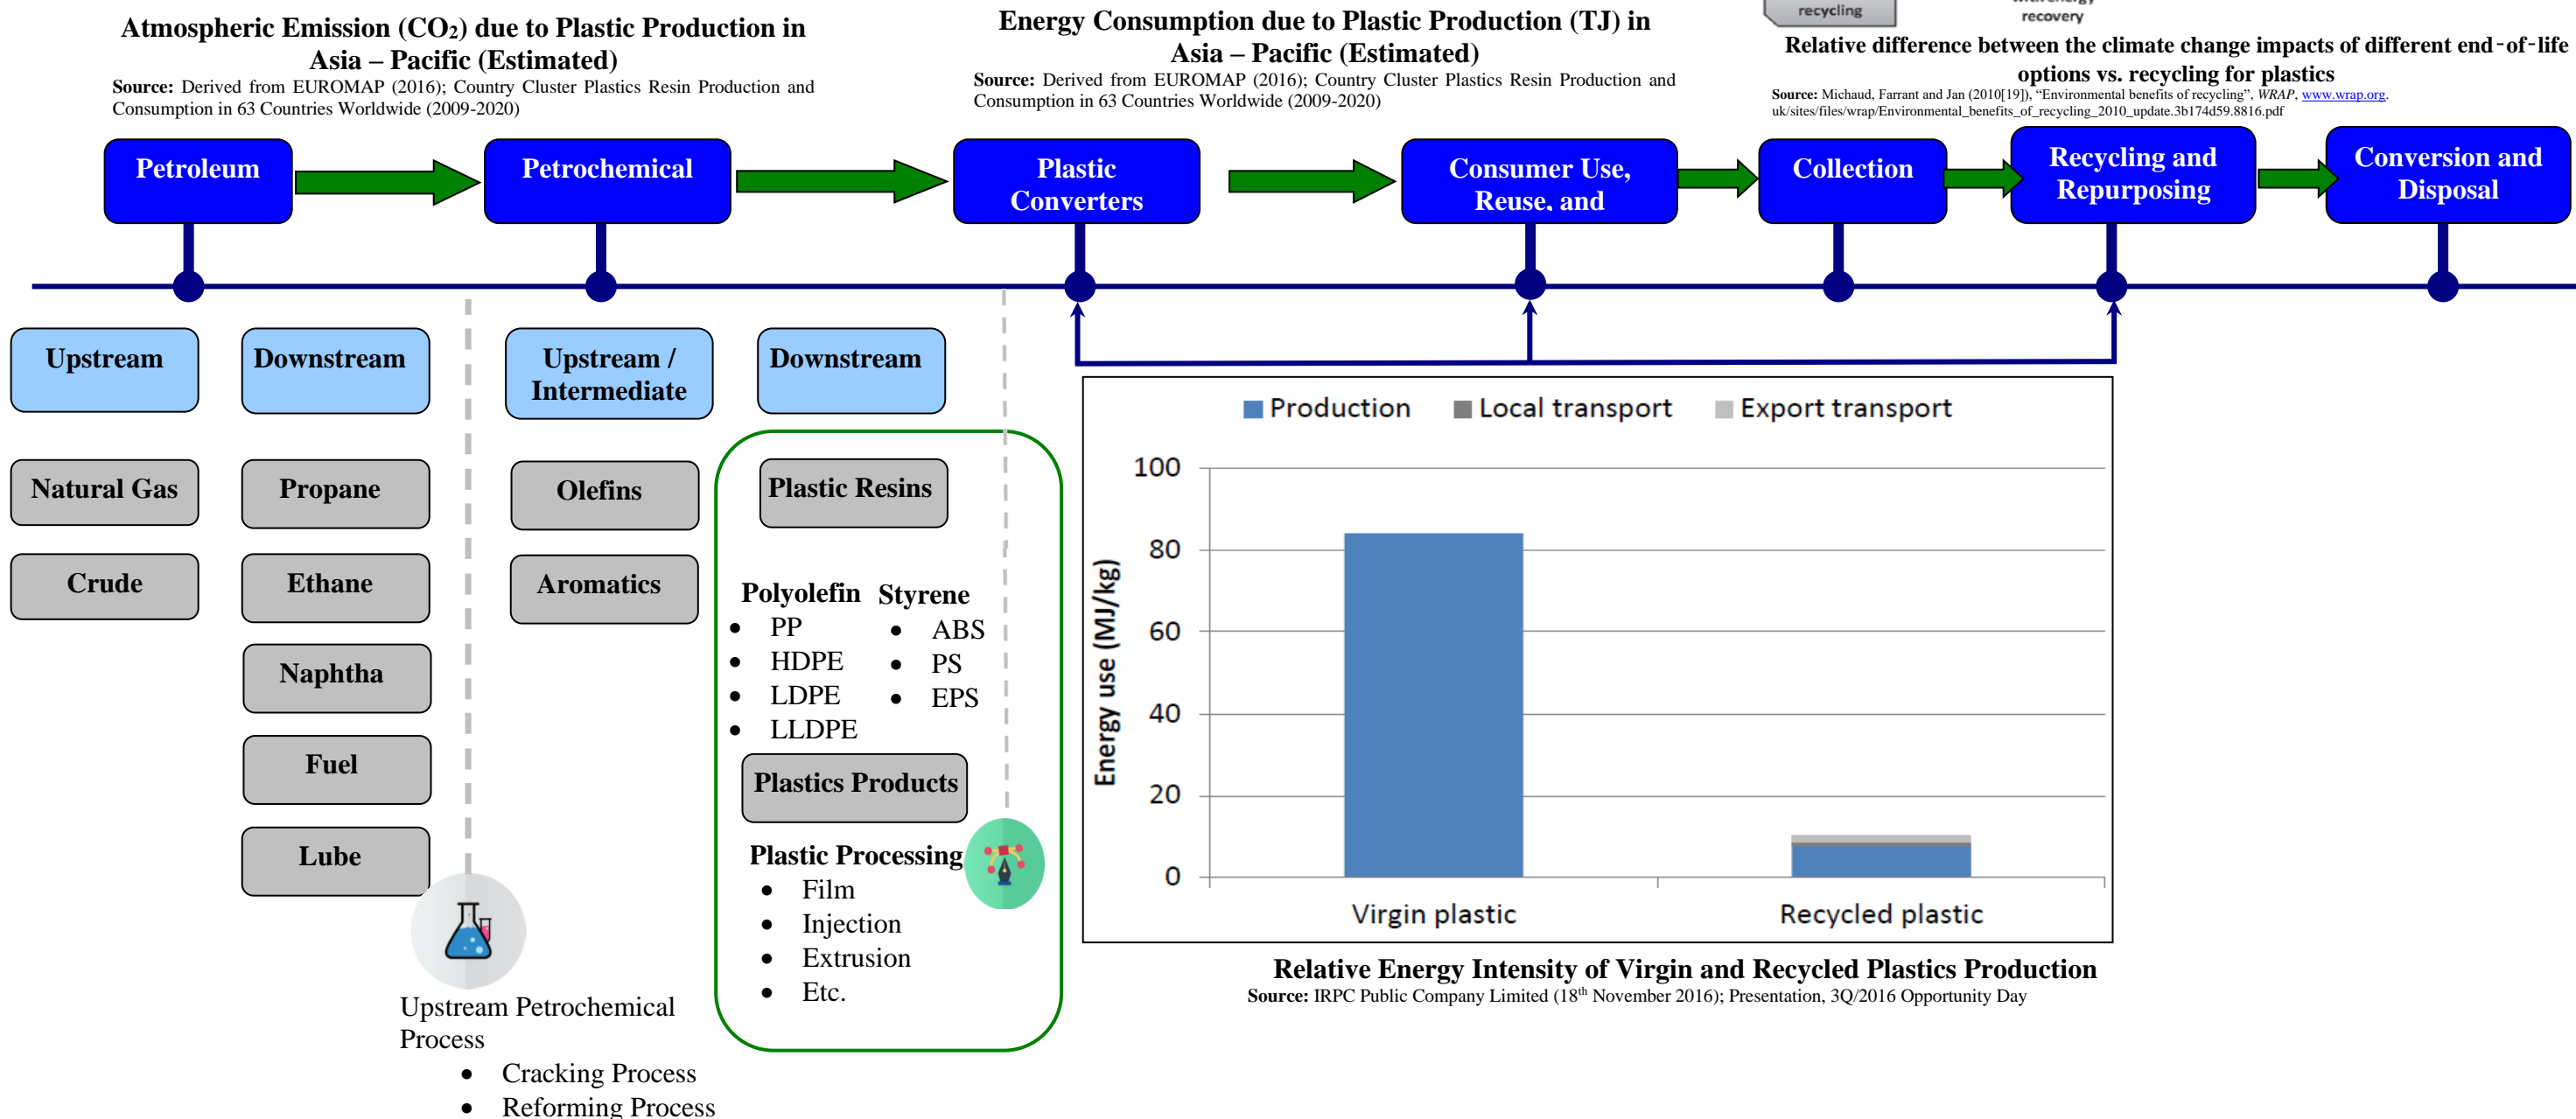 Atmospheric Emission (CO₂) due to Plastic Production in
Asia – Pacific (Estimated)
Source: Derived from EUROMAP (2016); Country Cluster Plastics Resin Production and
Consumption in 63 Countries Worldwide (2009-2020)
Energy Consumption due to Plastic Production (TJ) in
Asia – Pacific (Estimated)
Source: Derived from EUROMAP (2016); Country Cluster Plastics Resin Production and
Consumption in 63 Countries Worldwide (2009-2020)
recycling
with energy
recovery
Relative difference between the climate change impacts of different end-of-life
options vs. recycling for plastics
Source: Michaud, Farrant and Jan (2010[19]), “Environmental benefits of recycling”, WRAP, www.wrap.org.
uk/sites/files/wrap/Environmental_benefits_of_recycling_2010_update.3b174d59.8816.pdf
Petroleum
Petrochemical
Plastic
Converters
Consumer Use,
Reuse, and
Collection
Recycling and
Repurposing
Conversion and
Disposal
Upstream
Downstream
Upstream /
Intermediate
Downstream
Natural Gas
Crude
Propane
Ethane
Naphtha
Fuel
Lube
Olefins
Aromatics
Plastic Resins
Polyolefin
• PP
• HDPE
• LDPE
• LLDPE
Styrene
• ABS
• PS
• EPS
Plastics Products
Plastic Processing
• Film
• Injection
• Extrusion
• Etc.
Upstream Petrochemical
Process
• Cracking Process
• Reforming Process
Production
Local transport
Export transport
Energy use (MJ/kg)
100
80
60
40
20
0
Virgin plastic
Recycled plastic
Relative Energy Intensity of Virgin and Recycled Plastics Production
Source: IRPC Public Company Limited (18th November 2016); Presentation, 3Q/2016 Opportunity Day